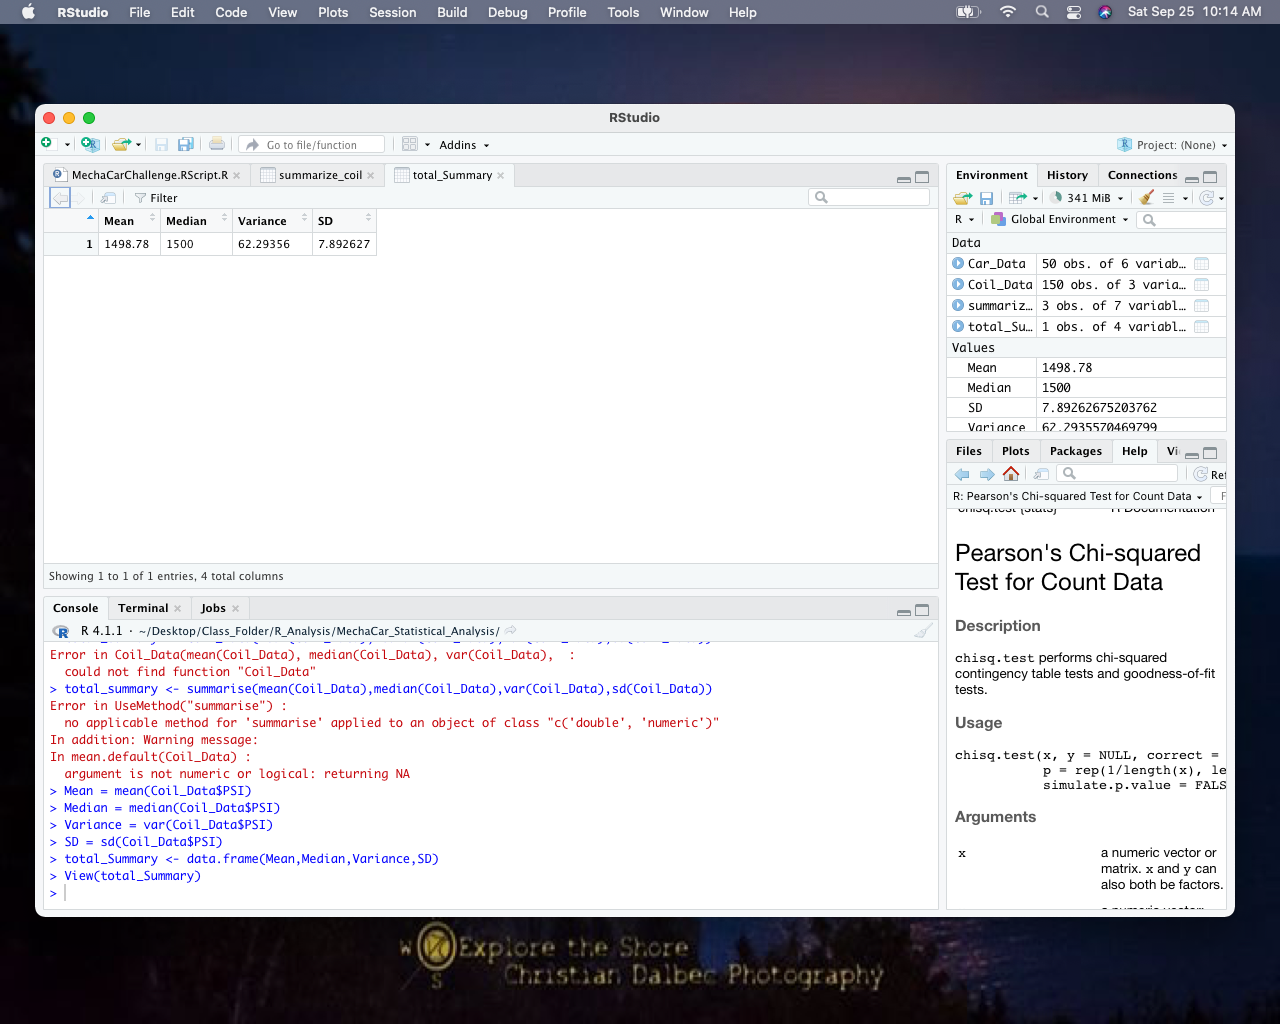 RStudio File Edit Code View Plots Session Build Debug Profile Tools Window Help Sat Sep 25 10:14 AM
RStudio
Go to file/function Addins Project: (None)
MechaCarChallenge.RScript.R summarize_coil total_Summary
Filter
Mean Median Variance SD
1 1498.78 1500 62.29356 7.892627
Showing 1 to 1 of 1 entries, 4 total columns
Console Terminal Jobs
R 4.1.1 · ~/Desktop/Class_Folder/R_Analysis/MechaCar_Statistical_Analysis/
Error in Coil_Data(mean(Coil_Data), median(Coil_Data), var(Coil_Data),  :
could not find function "Coil_Data"
> total_summary <- summarise(mean(Coil_Data),median(Coil_Data),var(Coil_Data),sd(Coil_Data))
Error in UseMethod("summarise") :
no applicable method for 'summarise' applied to an object of class "c('double', 'numeric')"
In addition: Warning message:
In mean.default(Coil_Data) :
argument is not numeric or logical: returning NA
> Mean = mean(Coil_Data$PSI)
> Median = median(Coil_Data$PSI)
> Variance = var(Coil_Data$PSI)
> SD = sd(Coil_Data$PSI)
> total_Summary <- data.frame(Mean,Median,Variance,SD)
> View(total_Summary)
>
Environment History Connections
341 MiB
R Global Environment
Data
Car_Data 50 obs. of 6 variab…
Coil_Data 150 obs. of 3 varia…
summariz… 3 obs. of 7 variabl…
total_Su… 1 obs. of 4 variabl…
Values
Mean 1498.78
Median 1500
SD 7.89262675203762
Variance 62.2935570469799
Files Plots Packages Help Vi
Ref
R: Pearson's Chi-squared Test for Count Data F
chisq.test {stats} R Documentation
Pearson's Chi-squared
Test for Count Data
Description
chisq.test performs chi-squared
contingency table tests and goodness-of-fit
tests.
Usage
chisq.test(x, y = NULL, correct =
p = rep(1/length(x), le
simulate.p.value = FALS
Arguments
x a numeric vector or
matrix. x and y can
also both be factors.
W S Explore the Shore
Christian Dalbec Photography